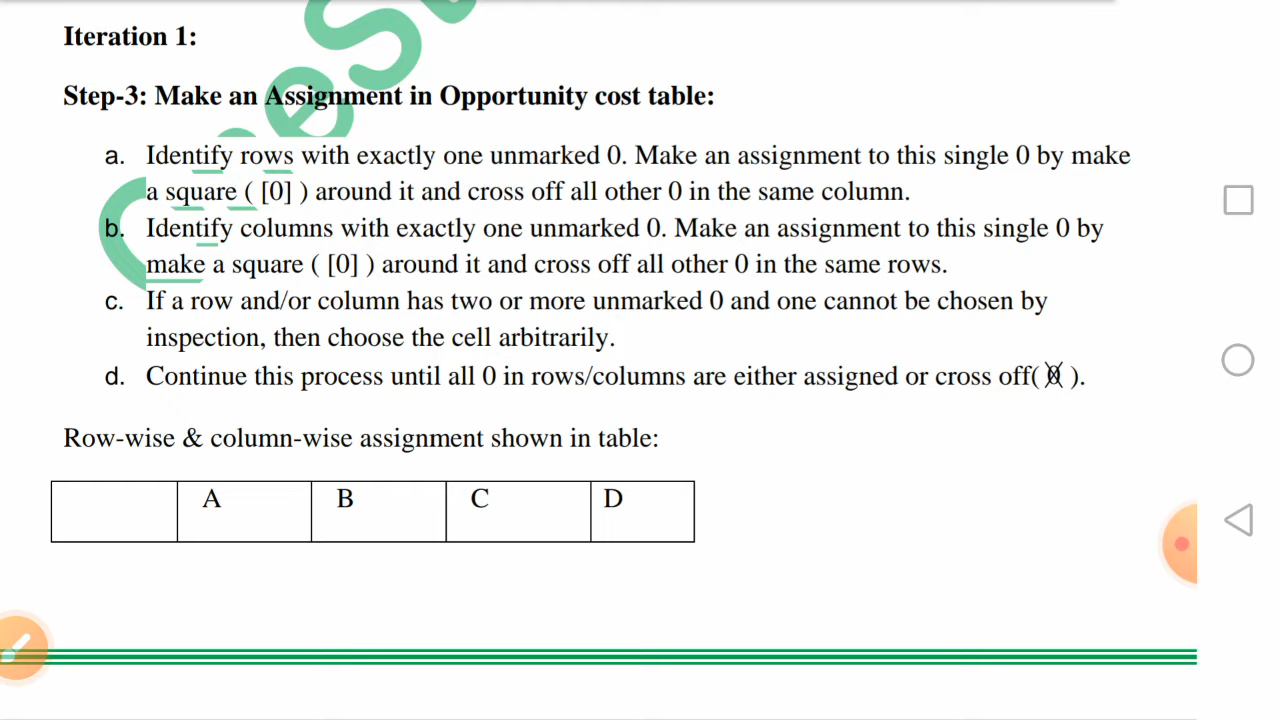 Iteration 1:
Step-3: Make an Assignment in Opportunity cost table:
a. Identify rows with exactly one unmarked 0. Make an assignment to this single 0 by make
a square ( [0] ) around it and cross off all other 0 in the same column.
b. Identify columns with exactly one unmarked 0. Make an assignment to this single 0 by
make a square ( [0] ) around it and cross off all other 0 in the same rows.
c. If a row and/or column has two or more unmarked 0 and one cannot be chosen by
inspection, then choose the cell arbitrarily.
d. Continue this process until all 0 in rows/columns are either assigned or cross off( 0 ).
Row-wise & column-wise assignment shown in table:
A B C D